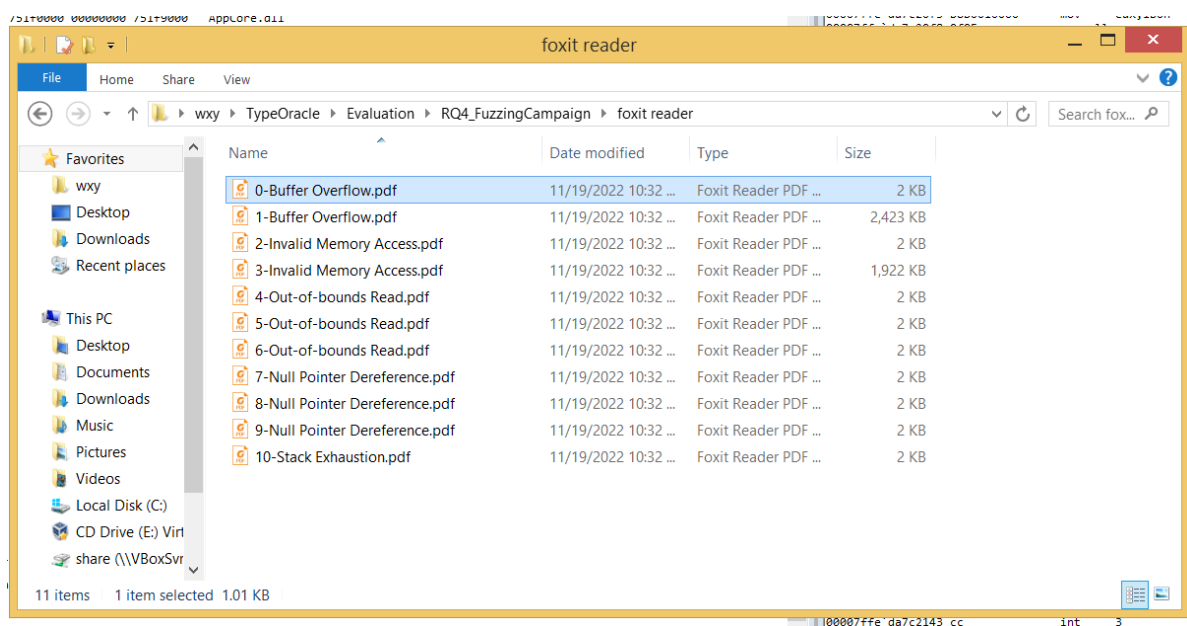 751f0000 00000000 751f9000 AppCore.dll
foxit reader
File Home Share View
wxy TypeOracle Evaluation RQ4_FuzzingCampaign foxit reader Search fox...
Name Date modified Type Size
Favorites
wxy
Desktop
Downloads
Recent places
This PC
Desktop
Documents
Downloads
Music
Pictures
Videos
Local Disk (C:)
CD Drive (E:) Virt
share (\\VBoxSvr
0-Buffer Overflow.pdf 11/19/2022 10:32 ... Foxit Reader PDF ... 2 KB
1-Buffer Overflow.pdf 11/19/2022 10:32 ... Foxit Reader PDF ... 2,423 KB
2-Invalid Memory Access.pdf 11/19/2022 10:32 ... Foxit Reader PDF ... 2 KB
3-Invalid Memory Access.pdf 11/19/2022 10:32 ... Foxit Reader PDF ... 1,922 KB
4-Out-of-bounds Read.pdf 11/19/2022 10:32 ... Foxit Reader PDF ... 2 KB
5-Out-of-bounds Read.pdf 11/19/2022 10:32 ... Foxit Reader PDF ... 2 KB
6-Out-of-bounds Read.pdf 11/19/2022 10:32 ... Foxit Reader PDF ... 2 KB
7-Null Pointer Dereference.pdf 11/19/2022 10:32 ... Foxit Reader PDF ... 2 KB
8-Null Pointer Dereference.pdf 11/19/2022 10:32 ... Foxit Reader PDF ... 2 KB
9-Null Pointer Dereference.pdf 11/19/2022 10:32 ... Foxit Reader PDF ... 2 KB
10-Stack Exhaustion.pdf 11/19/2022 10:32 ... Foxit Reader PDF ... 2 KB
11 items 1 item selected 1.01 KB
00007ffe`da7c2143 cc int 3